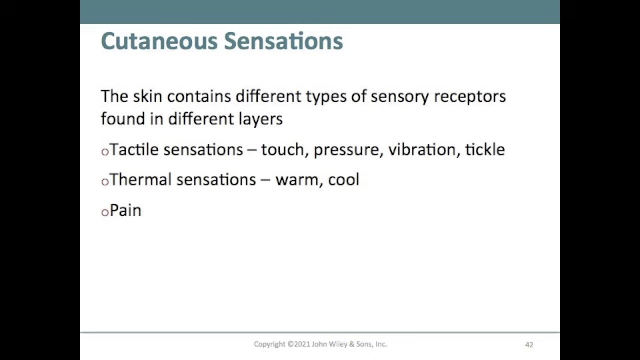 Cutaneous Sensations
The skin contains different types of sensory receptors
found in different layers
oTactile sensations – touch, pressure, vibration, tickle
oThermal sensations – warm, cool
oPain
Copyright ©2021 John Wiley & Sons, Inc.
42